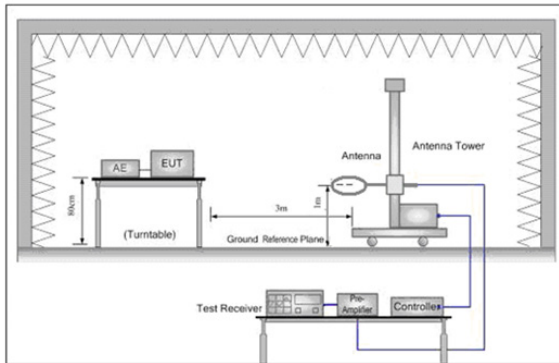 Antenna
Antenna Tower
AE
EUT
80cm
(Turntable)
3m
1m
Ground Reference Plane
Test Receiver
Pre-
Amplifier
Controller